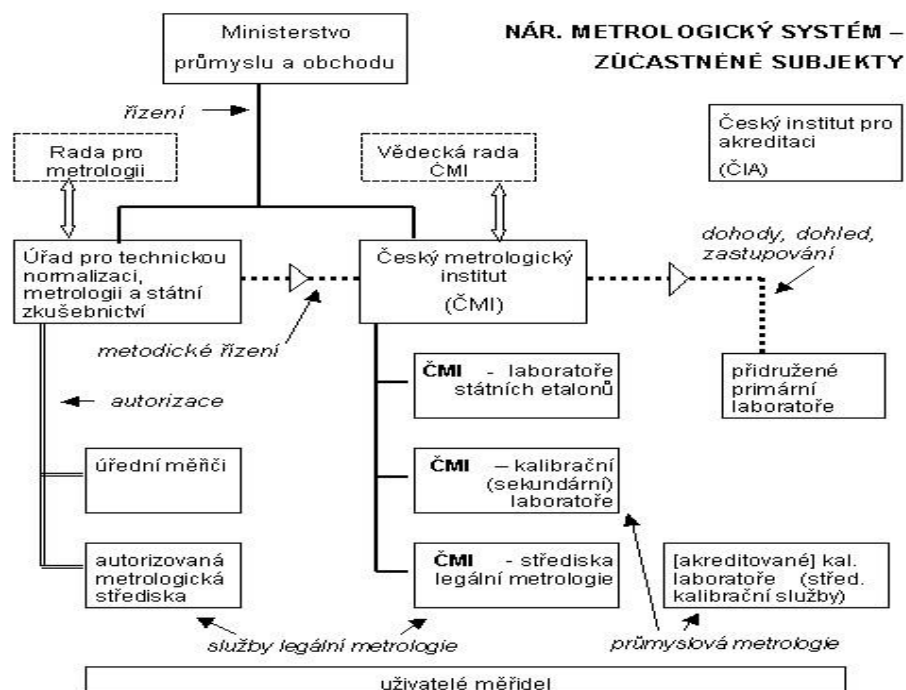 Ministerstvo
průmyslu a obchodu
NÁR. METROLOGICKÝ SYSTÉM –
ZÚČASTNĚNÉ SUBJEKTY
řízení
Český institut pro
akreditaci
(ČIA)
Rada pro
metrologii
Vědecká rada
ČMI
dohody, dohled,
zastupování
Úřad pro technickou
normalizaci,
metrologii a státní
zkušebnictví
Český metrologický
institut
(ČMI)
metodické řízení
ČMI - laboratoře
státních etalonů
přidružené
primární
laboratoře
autorizace
úřední měřiči
ČMI – kalibrační
(sekundární)
laboratoře
autorizovaná
metrologická
střediska
ČMI - střediska
legální metrologie
[akreditované] kal.
laboratoře (střed.
kalibrační služby)
služby legální metrologie
průmyslová metrologie
uživatelé měřidel